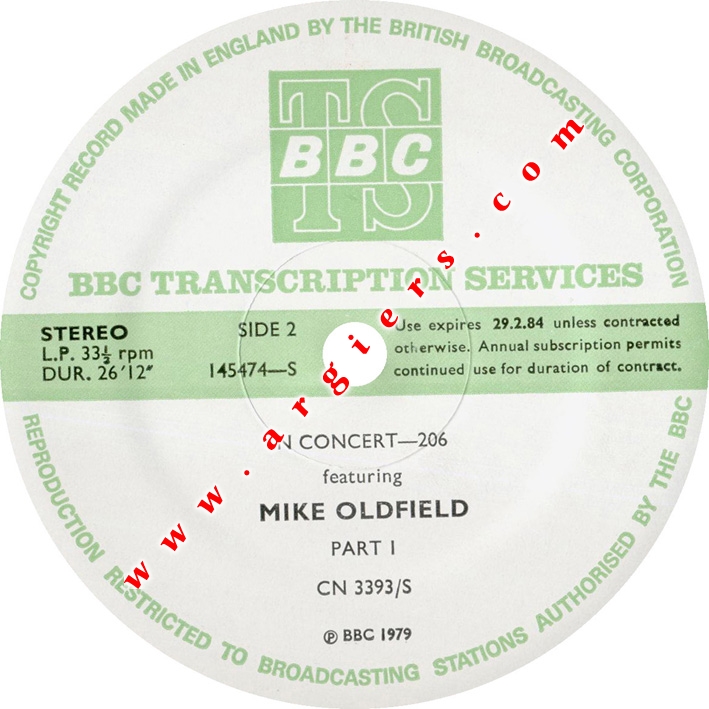 COPYRIGHT RECORD MADE IN ENGLAND BY THE BRITISH BROADCASTING CORPORATION
TS
BBC
BBC TRANSCRIPTION SERVICES
STEREO
L.P. 33⅓ rpm
DUR. 26'12"
SIDE 2
145474—S
Use expires 29.2.84 unless contracted
otherwise. Annual subscription permits
continued use for duration of contract.
IN CONCERT—206
featuring
MIKE OLDFIELD
PART 1
CN 3393/S
℗ BBC 1979
REPRODUCTION RESTRICTED TO BROADCASTING STATIONS AUTHORISED BY THE BBC
www.argiers.com